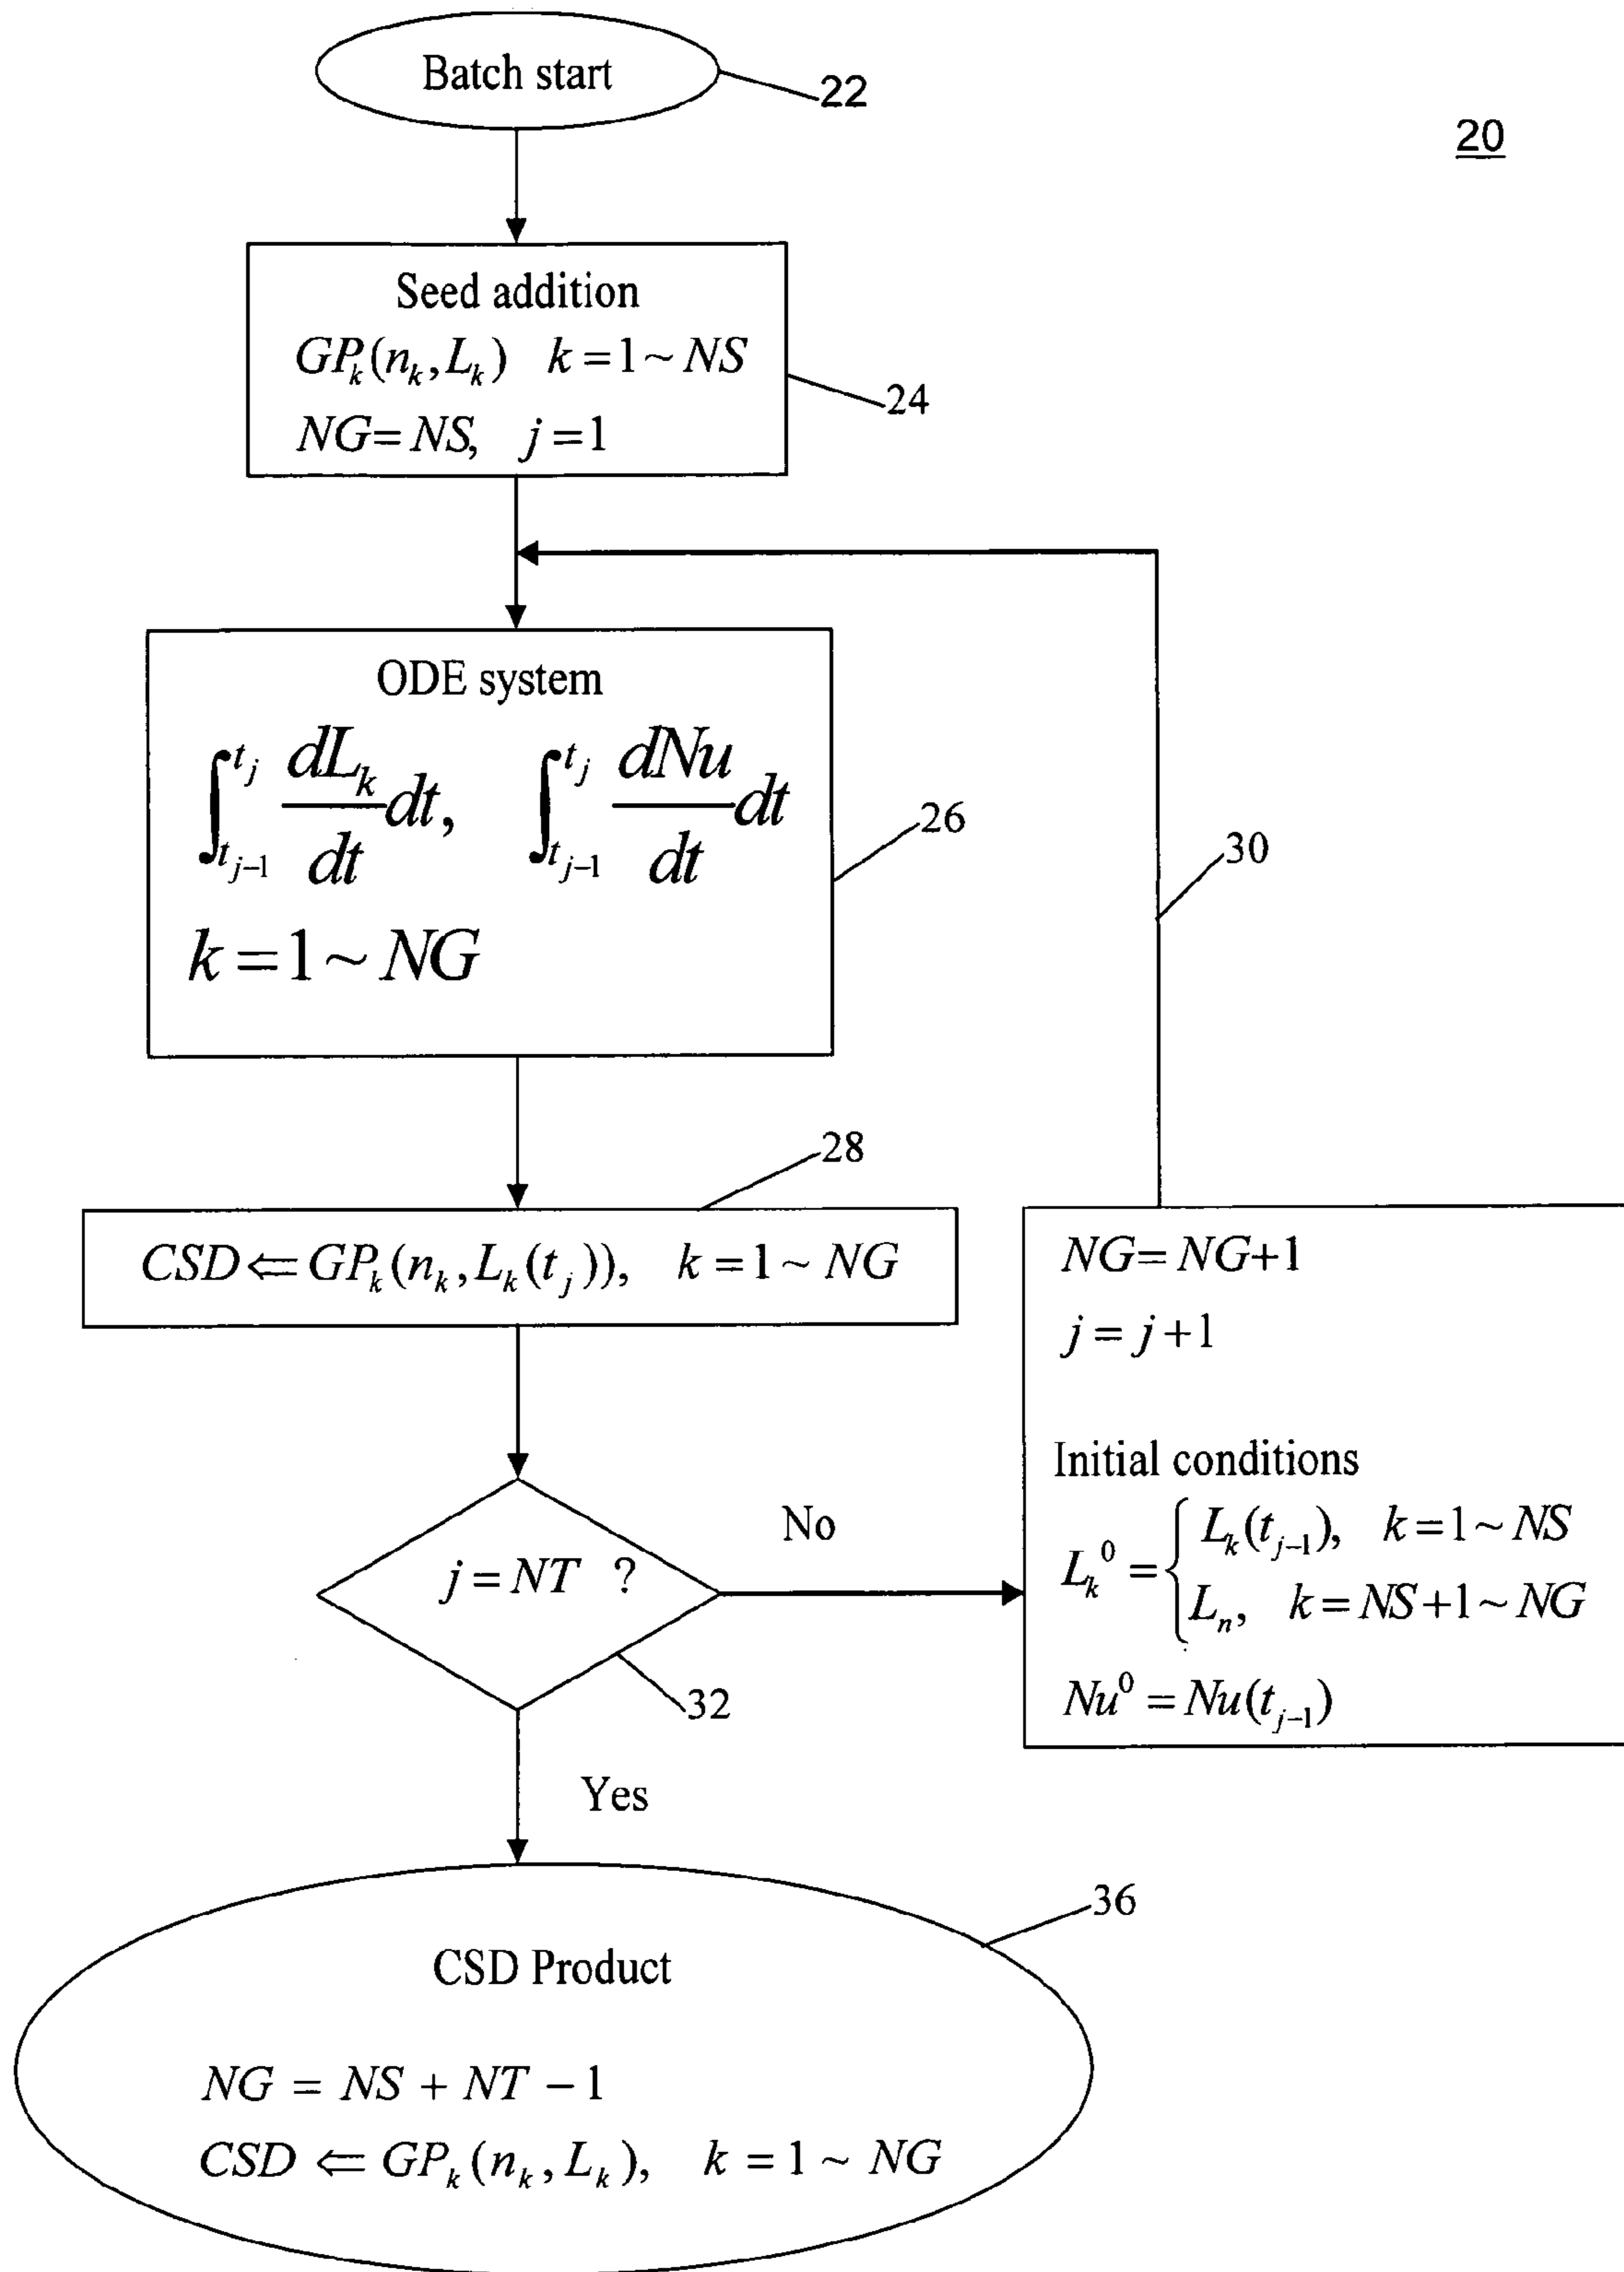 Batch start
22
20
Seed addition
GP_k(n_k, L_k) k = 1 ~ NS
NG = NS, j = 1
24
ODE system
∫_{t_{j-1}}^{t_j} dL_k/dt dt, ∫_{t_{j-1}}^{t_j} dNu/dt dt
k = 1 ~ NG
26
30
28
CSD ⇐ GP_k(n_k, L_k(t_j)), k = 1 ~ NG
j = NT ?
No
32
Yes
NG = NG + 1
j = j + 1
Initial conditions
L_k^0 = { L_k(t_{j-1}), k = 1 ~ NS
L_n, k = NS + 1 ~ NG
Nu^0 = Nu(t_{j-1})
36
CSD Product
NG = NS + NT − 1
CSD ⇐ GP_k(n_k, L_k), k = 1 ~ NG